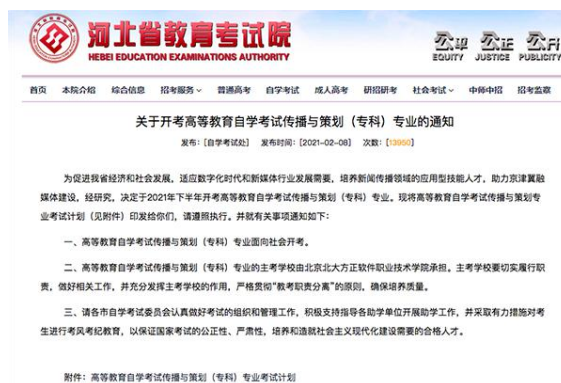 河北省教育考试院
HEBEI EDUCATION EXAMINATIONS AUTHORITY
公平 公正 公开
EQUITY JUSTICE PUBLICITY
首页 本院介绍 综合信息 招考服务 普通高考 自学考试 成人高考 研招研考 社会考试 中师中招 招考监察
关于开考高等教育自学考试传播与策划（专科）专业的通知
发布：[自学考试处] 发布时间：[2021-02-08] 次数：[13950]
为促进我省经济和社会发展，适应数字化时代和新媒体行业发展需要，培养新闻传播领域的应用型技能人才，助力京津冀融
媒体建设，经研究，决定于2021年下半年开考高等教育自学考试传播与策划（专科）专业。现将高等教育自学考试传播与策划专
业考试计划（见附件）印发给你们，请遵照执行。并就有关事项通知如下：
一、高等教育自学考试传播与策划（专科）专业面向社会开考。
二、高等教育自学考试传播与策划（专科）专业的主考学校由北京北大方正软件职业技术学院承担。主考学校要切实履行职
责，做好相关工作，并充分发挥主考学校的作用，严格贯彻“教考职责分离”的原则，确保培养质量。
三、请各市自学考试委员会认真做好考试的组织和管理工作，积极支持指导各助学单位开展助学工作，并采取有力措施对考
生进行考风考纪教育，以保证国家考试的公正性、严肃性，培养和造就社会主义现代化建设需要的合格人才。
附件：高等教育自学考试传播与策划（专科）专业考试计划